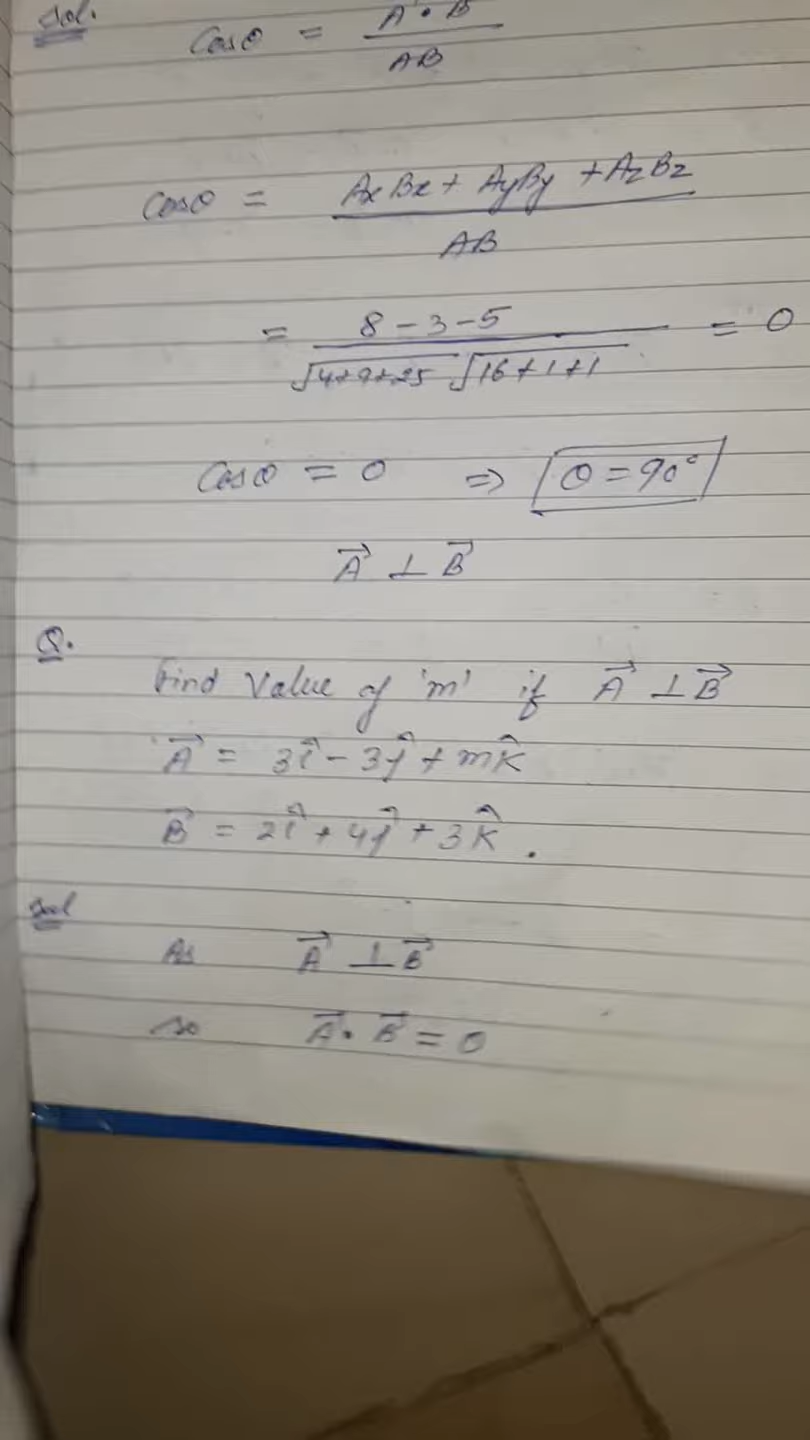 Sol.
Cosθ = A⃗ • B⃗ / AB
Cosθ = AxBx + AyBy + AzBz / AB
= 8 - 3 - 5 / √4+9+25 √16+1+1 = 0
Cosθ = 0 ⇒ θ = 90°
A⃗ ⊥ B⃗
Q.
Find Value of 'm' if A⃗ ⊥ B⃗
A⃗ = 3î - 3ĵ + mk̂
B⃗ = 2î + 4ĵ + 3k̂ .
Sol
As A⃗ ⊥ B⃗
so A⃗ • B⃗ = 0